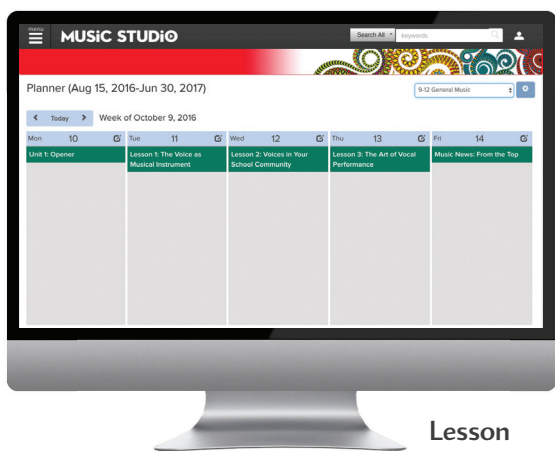 menu
MUSiC STUDiO
Search All
keywords
Planner (Aug 15, 2016-Jun 30, 2017)
9-12 General Music
Today
Week of October 9, 2016
Mon 10
Tue 11
Wed 12
Thu 13
Fri 14
Unit 1: Opener
Lesson 1: The Voice as
Musical Instrument
Lesson 2: Voices in Your
School Community
Lesson 3: The Art of Vocal
Performance
Music News: From the Top
Lesson